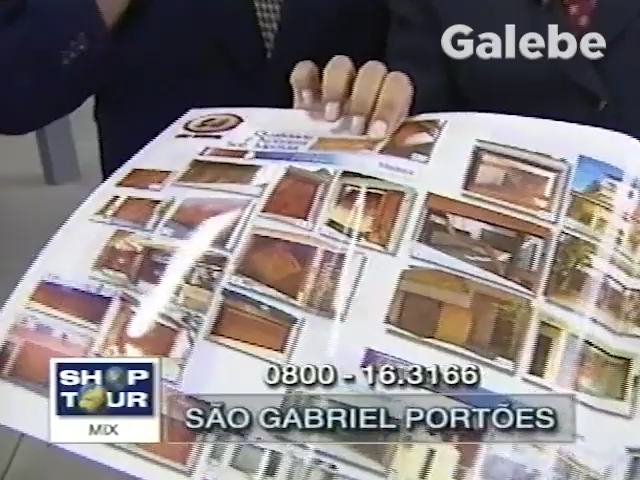 Galebe
0800 - 16.3166
SHOP
TOUR
MIX
SÃO GABRIEL PORTÕES